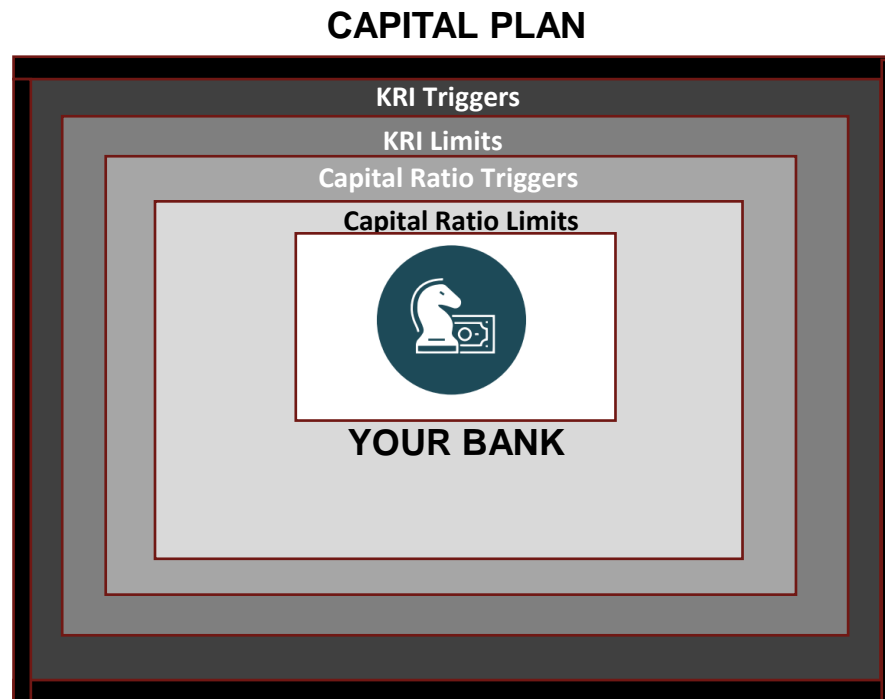 CAPITAL PLAN
KRI Triggers
KRI Limits
Capital Ratio Triggers
Capital Ratio Limits
YOUR BANK